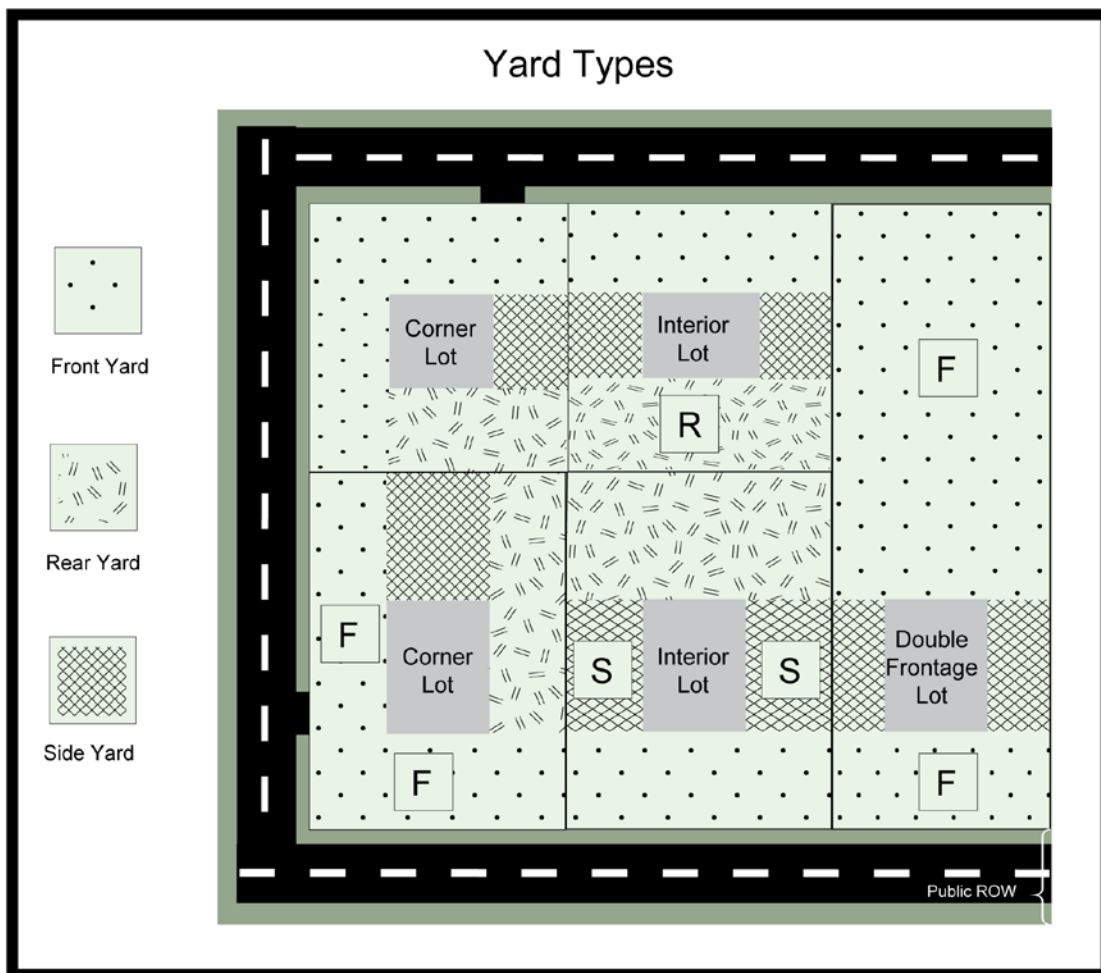 Yard Types
Front Yard
Rear Yard
Side Yard
Corner
Lot
Interior
Lot
F
R
F
Corner
Lot
S
Interior
Lot
S
Double
Frontage
Lot
F
F
Public ROW